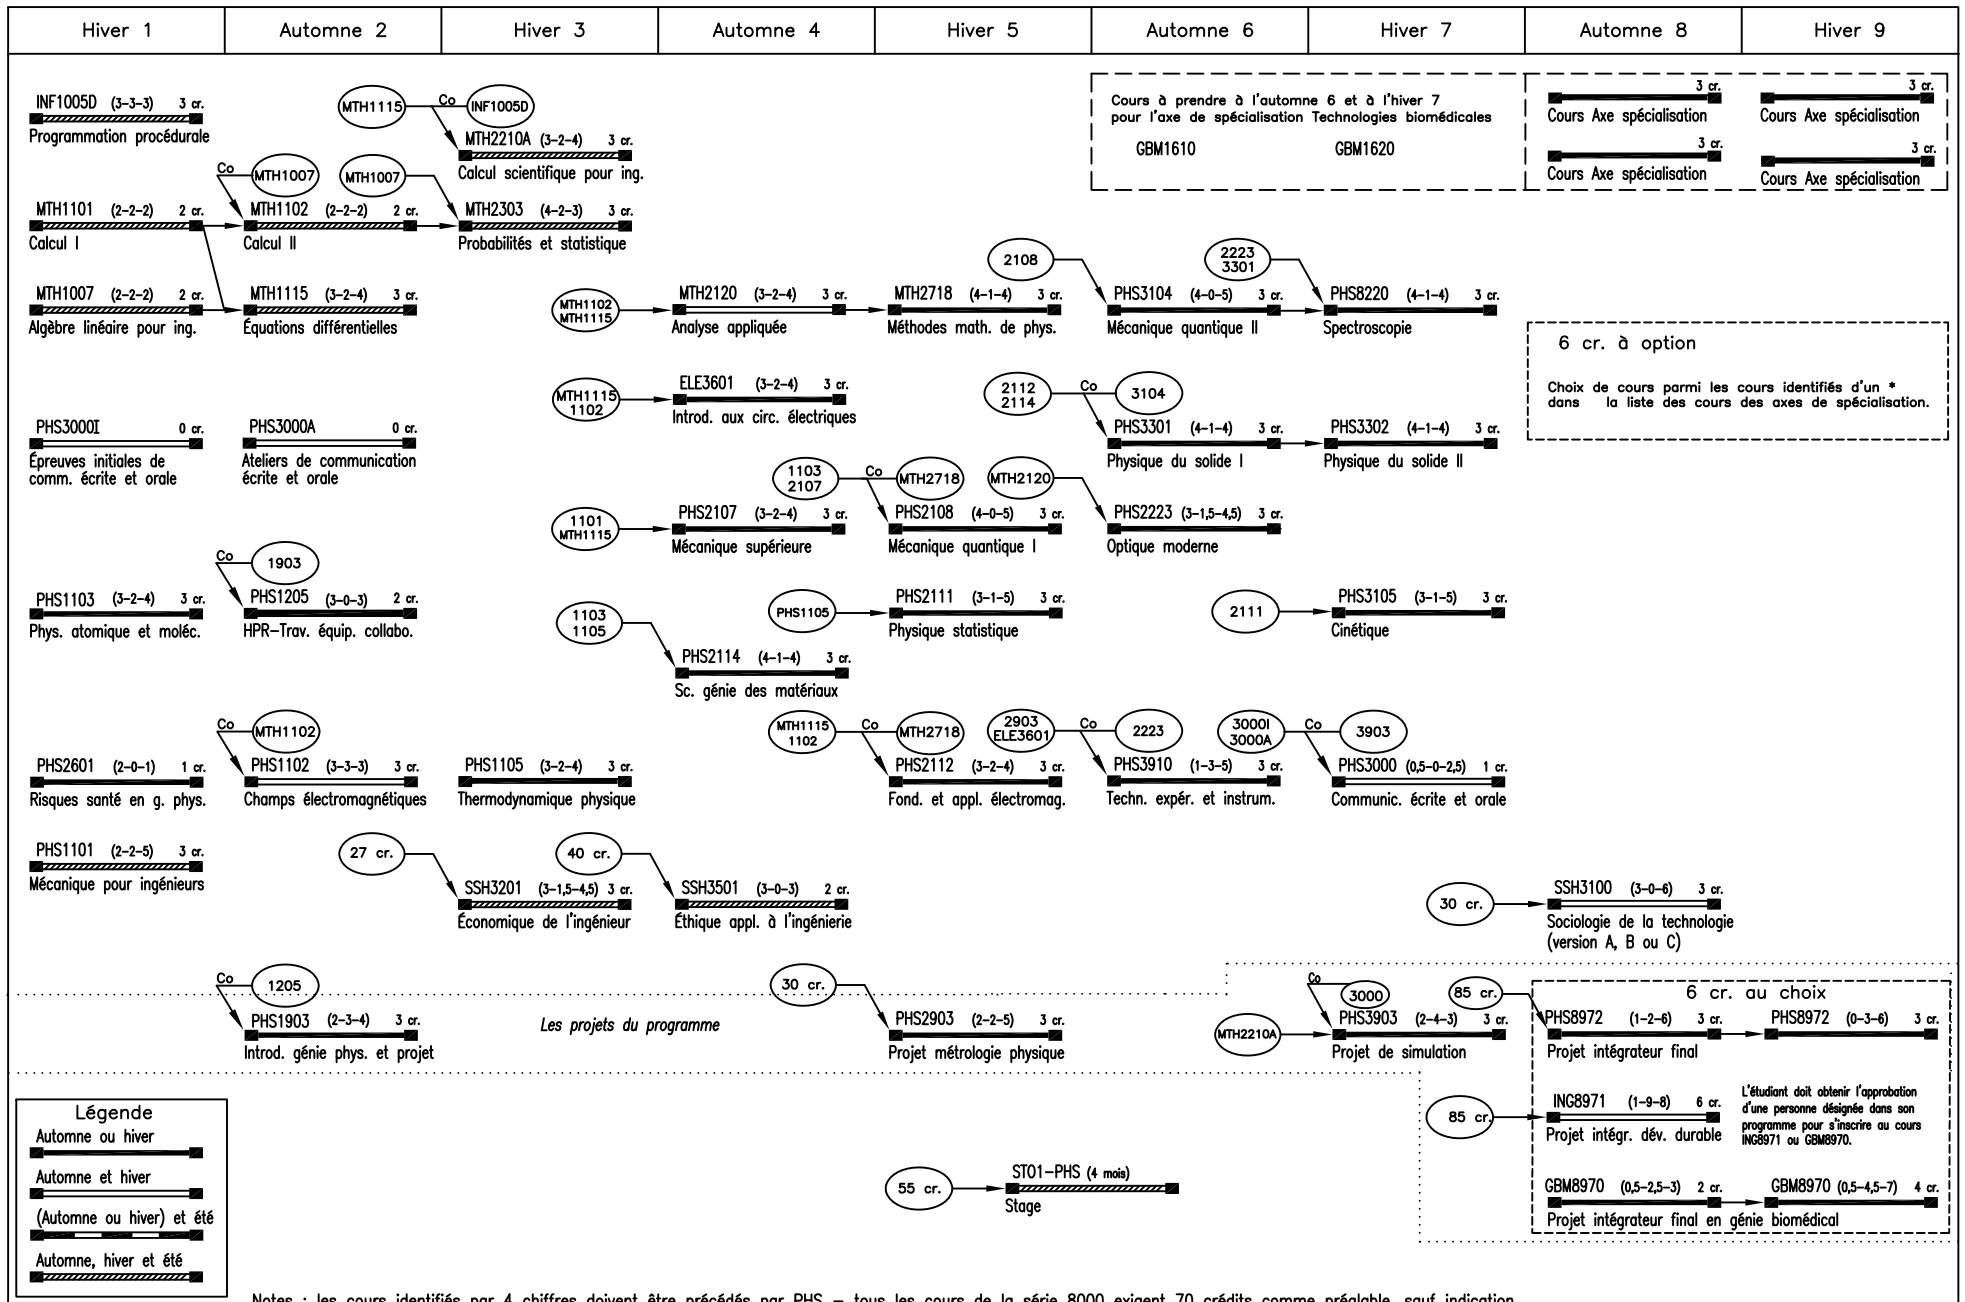 Hiver 1
Automne 2
Hiver 3
Automne 4
Hiver 5
Automne 6
Hiver 7
Automne 8
Hiver 9
INF1005D (3-3-3) 3 cr.
Programmation procédurale
MTH1115
Co
INF1005D
MTH2210A (3-2-4) 3 cr.
Calcul scientifique pour ing.
Cours à prendre à l'automne 6 et à l'hiver 7
pour l'axe de spécialisation Technologies biomédicales
GBM1610
GBM1620
3 cr.
Cours Axe spécialisation
3 cr.
Cours Axe spécialisation
3 cr.
Cours Axe spécialisation
3 cr.
Cours Axe spécialisation
MTH1101 (2-2-2) 2 cr.
Calcul I
Co
MTH1007
MTH1102 (2-2-2) 2 cr.
Calcul II
MTH1007
MTH2303 (4-2-3) 3 cr.
Probabilités et statistique
MTH1007 (2-2-2) 2 cr.
Algèbre linéaire pour ing.
MTH1115 (3-2-4) 3 cr.
Équations différentielles
MTH1102
MTH1115
MTH2120 (3-2-4) 3 cr.
Analyse appliquée
MTH2718 (4-1-4) 3 cr.
Méthodes math. de phys.
2108
PHS3104 (4-0-5) 3 cr.
Mécanique quantique II
2223
3301
PHS8220 (4-1-4) 3 cr.
Spectroscopie
6 cr. à option
Choix de cours parmi les cours identifiés d'un *
dans la liste des cours des axes de spécialisation.
MTH1115
1102
ELE3601 (3-2-4) 3 cr.
Introd. aux circ. électriques
2112
2114
Co
3104
PHS3301 (4-1-4) 3 cr.
Physique du solide I
PHS3302 (4-1-4) 3 cr.
Physique du solide II
PHS3000I 0 cr.
Épreuves initiales de
comm. écrite et orale
PHS3000A 0 cr.
Ateliers de communication
écrite et orale
1101
MTH1115
PHS2107 (3-2-4) 3 cr.
Mécanique supérieure
1103
2107
Co
MTH2718
PHS2108 (4-0-5) 3 cr.
Mécanique quantique I
MTH2120
PHS2223 (3-1,5-4,5) 3 cr.
Optique moderne
PHS1103 (3-2-4) 3 cr.
Phys. atomique et moléc.
Co
1903
PHS1205 (3-0-3) 2 cr.
HPR-Trav. équip. collabo.
1103
1105
PHS2114 (4-1-4) 3 cr.
Sc. génie des matériaux
PHS1105
PHS2111 (3-1-5) 3 cr.
Physique statistique
2111
PHS3105 (3-1-5) 3 cr.
Cinétique
PHS2601 (2-0-1) 1 cr.
Risques santé en g. phys.
Co
MTH1102
PHS1102 (3-3-3) 3 cr.
Champs électromagnétiques
PHS1105 (3-2-4) 3 cr.
Thermodynamique physique
MTH1115
1102
Co
MTH2718
PHS2112 (3-2-4) 3 cr.
Fond. et appl. électromag.
2903
ELE3601
Co
2223
PHS3910 (1-3-5) 3 cr.
Techn. expér. et instrum.
3000I
3000A
Co
3903
PHS3000 (0,5-0-2,5) 1 cr.
Communic. écrite et orale
PHS1101 (2-2-5) 3 cr.
Mécanique pour ingénieurs
27 cr.
SSH3201 (3-1,5-4,5) 3 cr.
Économique de l'ingénieur
40 cr.
SSH3501 (3-0-3) 2 cr.
Éthique appl. à l'ingénierie
30 cr.
SSH3100 (3-0-6) 3 cr.
Sociologie de la technologie
(version A, B ou C)
Co
1205
PHS1903 (2-3-4) 3 cr.
Introd. génie phys. et projet
Les projets du programme
30 cr.
PHS2903 (2-2-5) 3 cr.
Projet métrologie physique
Co
3000
MTH2210A
PHS3903 (2-4-3) 3 cr.
Projet de simulation
85 cr.
6 cr. au choix
PHS8972 (1-2-6) 3 cr.
Projet intégrateur final
PHS8972 (0-3-6) 3 cr.
85 cr.
ING8971 (1-9-8) 6 cr.
Projet intégr. dév. durable
L'étudiant doit obtenir l'approbation
d'une personne désignée dans son
programme pour s'inscrire au cours
ING8971 ou GBM8970.
GBM8970 (0,5-2,5-3) 2 cr.
GBM8970 (0,5-4,5-7) 4 cr.
Projet intégrateur final en génie biomédical
55 cr.
ST01-PHS (4 mois)
Stage
Légende
Automne ou hiver
Automne et hiver
(Automne ou hiver) et été
Automne, hiver et été
Notes : les cours identifiés par 4 chiffres doivent être précédés par PHS – tous les cours de la série 8000 exigent 70 crédits comme préalable, sauf indication